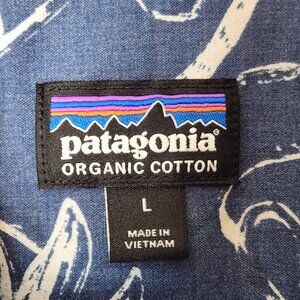 patagonia®
ORGANIC COTTON
L
MADE IN
VIETNAM